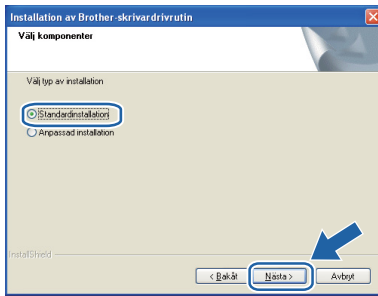 Installation av Brother-skrivardrivrutin
Välj komponenter
Välj typ av installation
Standardinstallation
Anpassad installation
InstallShield
< Bakåt
Nästa >
Avbryt